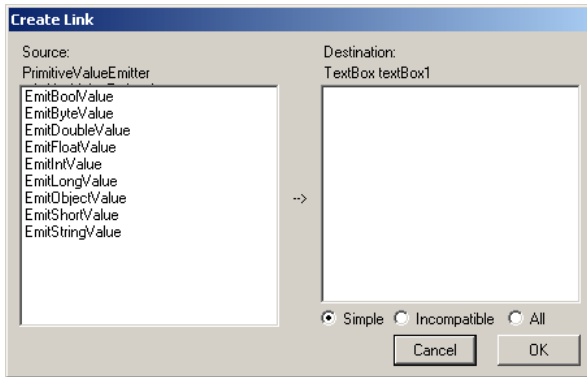 Create Link
Source:
Destination:
PrimitiveValueEmitter
TextBox textBox1
EmitBoolValue
EmitByteValue
EmitDoubleValue
EmitFloatValue
EmitIntValue
EmitLongValue
EmitObjectValue
-->
EmitShortValue
EmitStringValue
Simple Incompatible All
Cancel OK